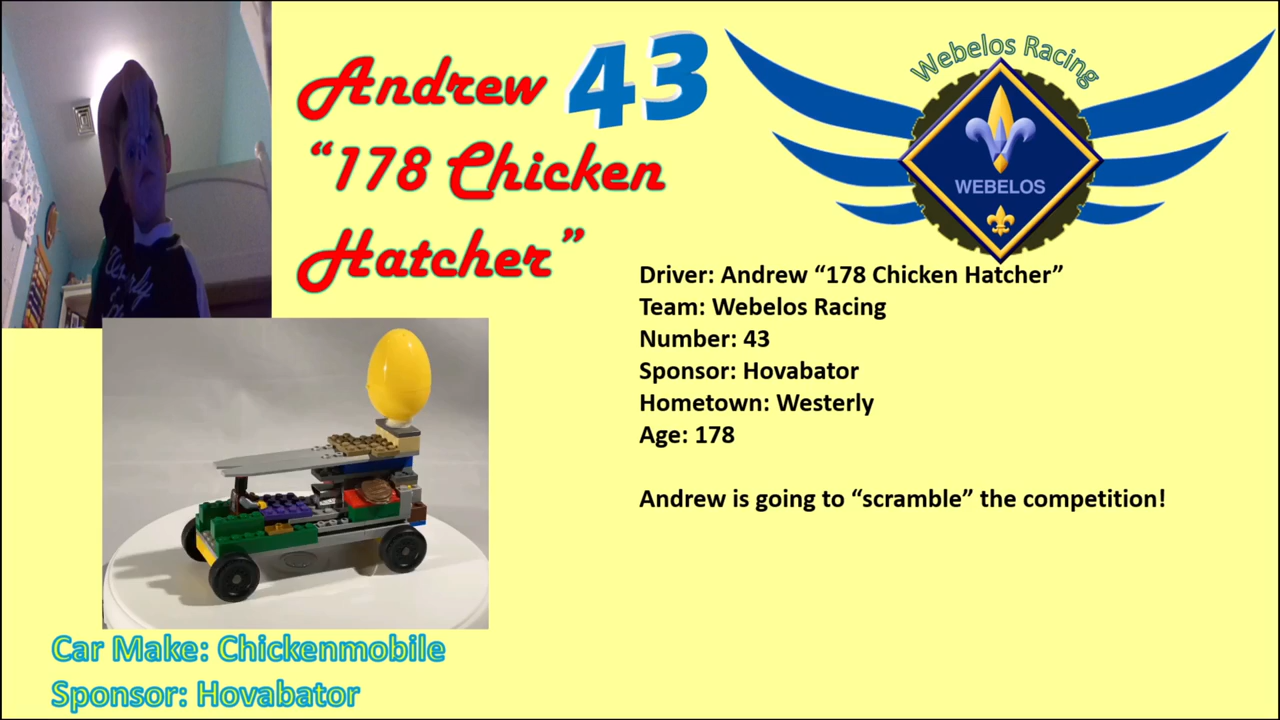 Andrew 43
“178 Chicken
Hatcher”
Webelos Racing
WEBELOS
Driver: Andrew “178 Chicken Hatcher”
Team: Webelos Racing
Number: 43
Sponsor: Hovabator
Hometown: Westerly
Age: 178
Andrew is going to “scramble” the competition!
Car Make: Chickenmobile
Sponsor: Hovabator